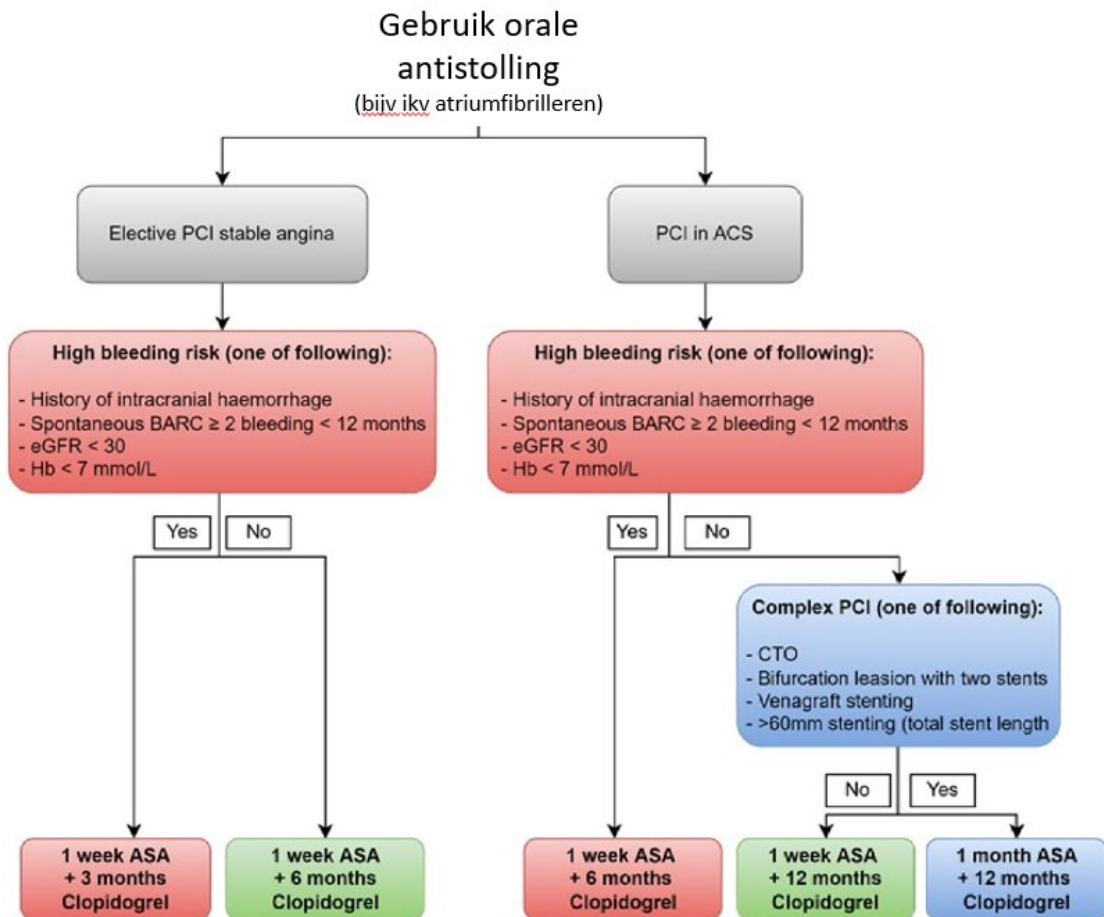 Gebruik orale
antistolling
(bijv ikv atriumfibrilleren)
Elective PCI stable angina
PCI in ACS
High bleeding risk (one of following):
- History of intracranial haemorrhage
- Spontaneous BARC ≥ 2 bleeding < 12 months
- eGFR < 30
- Hb < 7 mmol/L
High bleeding risk (one of following):
- History of intracranial haemorrhage
- Spontaneous BARC ≥ 2 bleeding < 12 months
- eGFR < 30
- Hb < 7 mmol/L
Yes
No
Yes
No
Complex PCI (one of following):
- CTO
- Bifurcation leasion with two stents
- Venagraft stenting
- >60mm stenting (total stent length
No
Yes
1 week ASA
+ 3 months
Clopidogrel
1 week ASA
+ 6 months
Clopidogrel
1 week ASA
+ 6 months
Clopidogrel
1 week ASA
+ 12 months
Clopidogrel
1 month ASA
+ 12 months
Clopidogrel